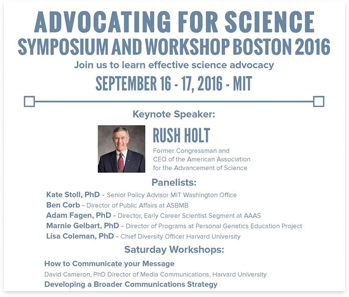 ADVOCATING FOR SCIENCE
SYMPOSIUM AND WORKSHOP BOSTON 2016
Join us to learn effective science advocacy
SEPTEMBER 16 - 17, 2016 - MIT
Keynote Speaker:
RUSH HOLT
Former Congressman and
CEO of the American Association
for the Advancement of Science
Panelists:
Kate Stoll, PhD - Senior Policy Advisor MIT Washington Office
Ben Corb - Director of Public Affairs at ASBMB
Adam Fagen, PhD - Director, Early Career Scientist Segment at AAAS
Marnie Gelbart, PhD - Director of Programs at Personal Genetics Education Project
Lisa Coleman, PhD - Chief Diversity Officer Harvard University
Saturday Workshops:
How to Communicate your Message
David Cameron, PhD Director of Media Communications, Harvard University
Developing a Broader Communications Strategy